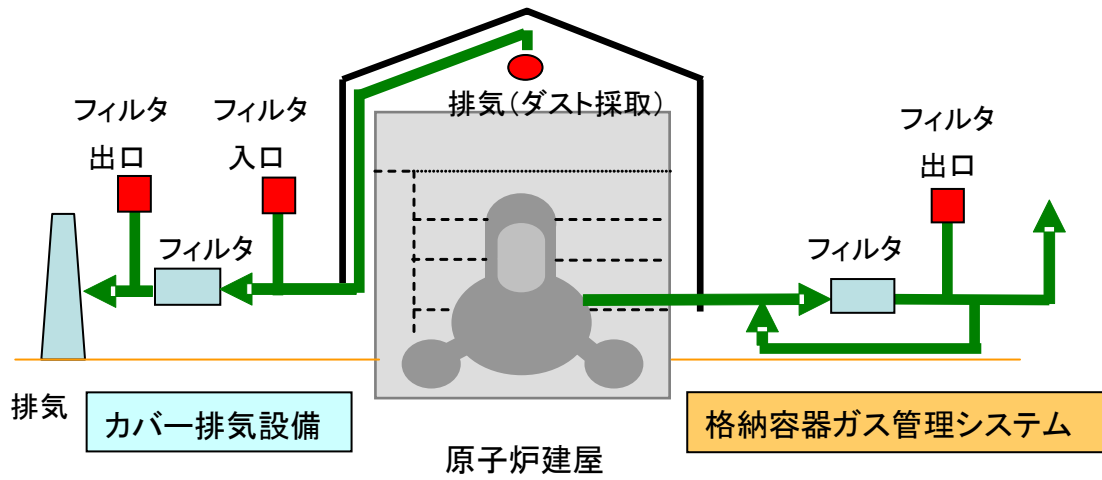 排気(ダスト採取)
フィルタ
出口
フィルタ
入口
フィルタ
出口
フィルタ
フィルタ
排気
カバー排気設備
原子炉建屋
格納容器ガス管理システム